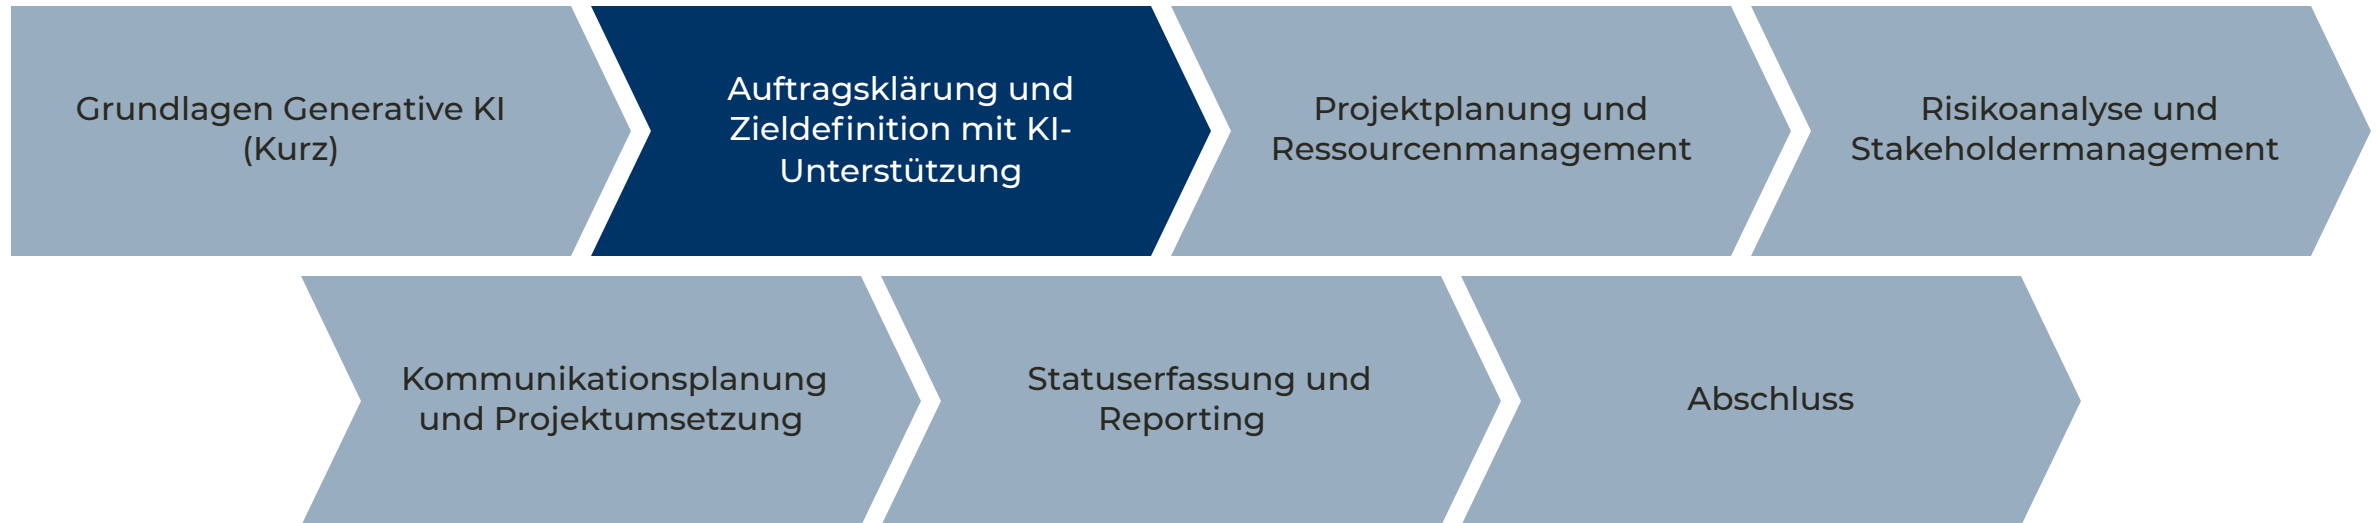 Grundlagen Generative KI
(Kurz)
Auftragsklärung und
Zieldefinition mit KI-
Unterstützung
Projektplanung und
Ressourcenmanagement
Risikoanalyse und
Stakeholdermanagement
Kommunikationsplanung
und Projektumsetzung
Statuserfassung und
Reporting
Abschluss